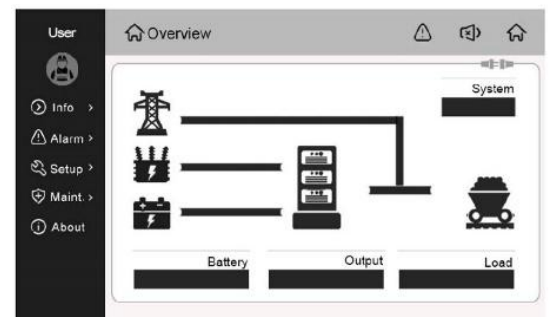 User
Overview
Info
Alarm
Setup
Maint.
About
System
Battery
Output
Load